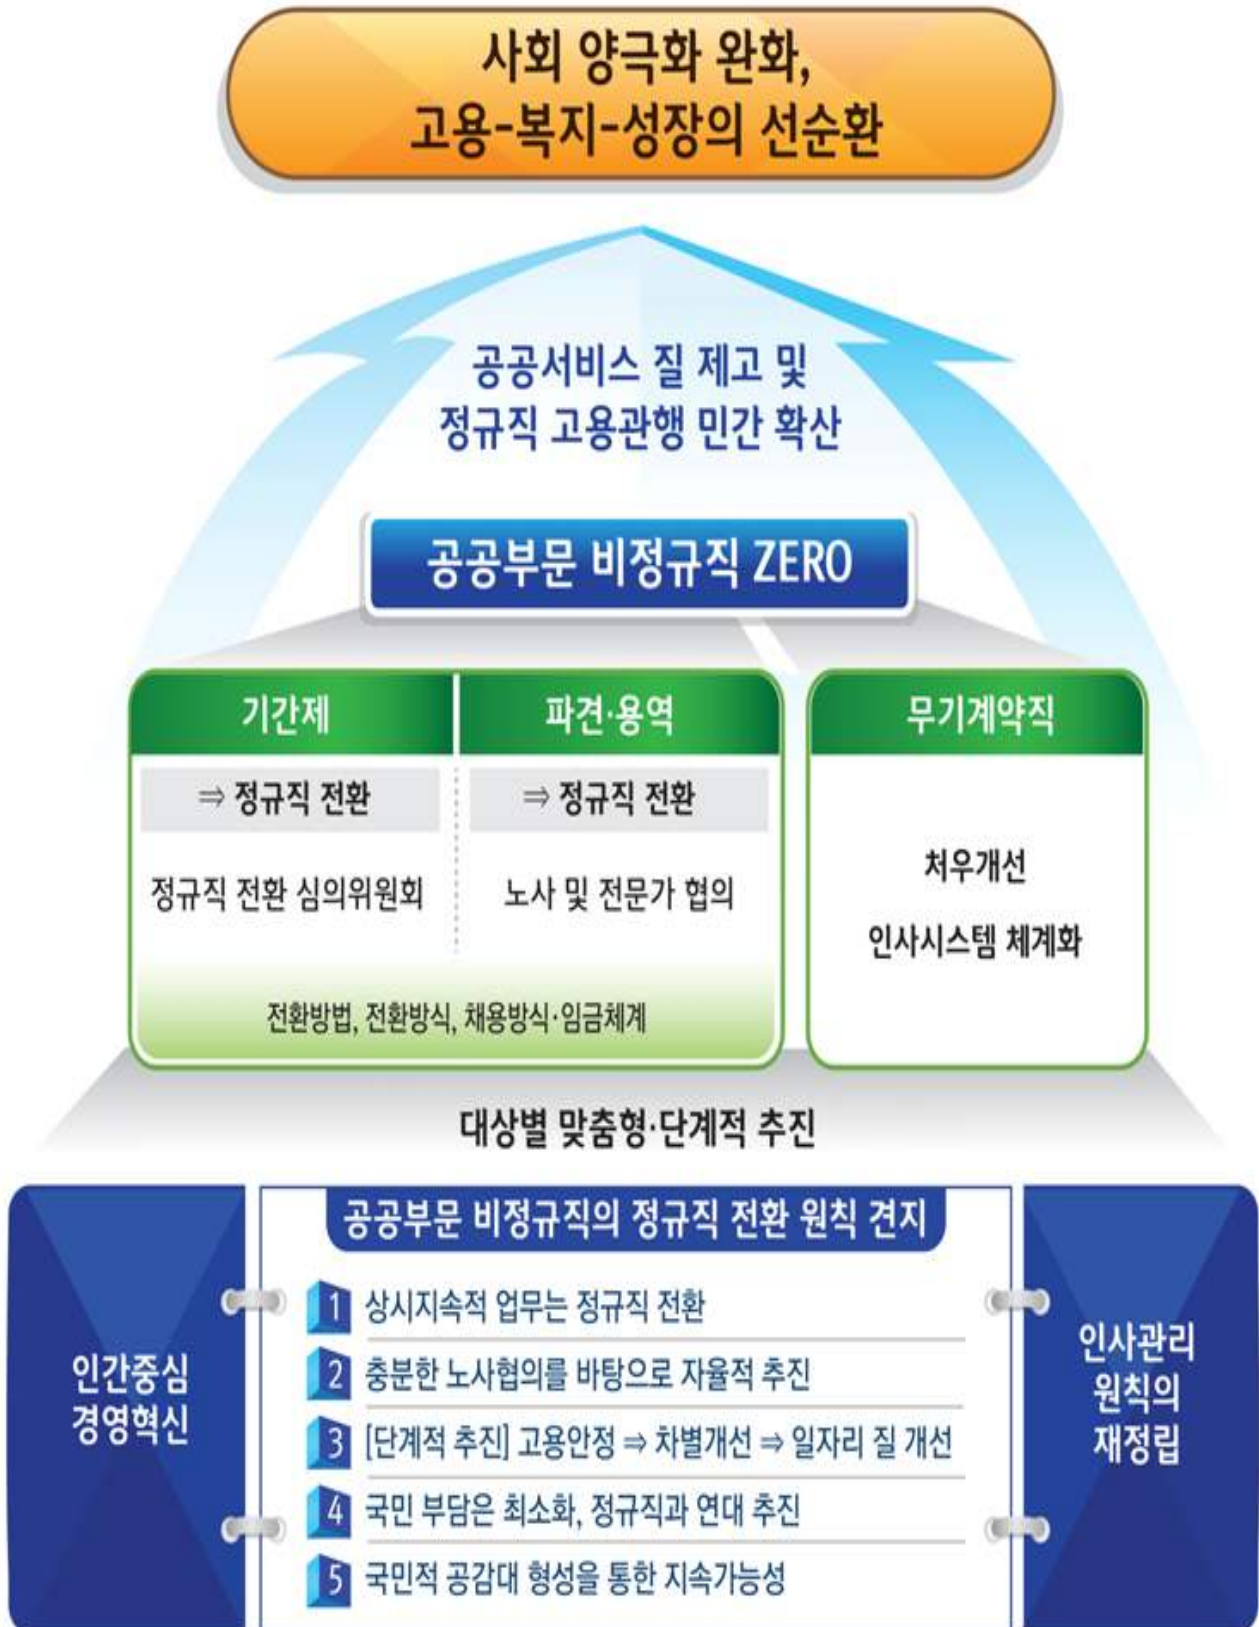 사회 양극화 완화,
고용-복지-성장의 선순환
공공서비스 질 제고 및
정규직 고용관행 민간 확산
공공부문 비정규직 ZERO
기간제
⇒ 정규직 전환
정규직 전환 심의위원회
파견·용역
⇒ 정규직 전환
노사 및 전문가 협의
전환방법, 전환방식, 채용방식·임금체계
무기계약직
처우개선
인사시스템 체계화
대상별 맞춤형·단계적 추진
인간중심
경영혁신
공공부문 비정규직의 정규직 전환 원칙 견지
1 상시지속적 업무는 정규직 전환
2 충분한 노사협의를 바탕으로 자율적 추진
3 [단계적 추진] 고용안정 ⇒ 차별개선 ⇒ 일자리 질 개선
4 국민 부담은 최소화, 정규직과 연대 추진
5 국민적 공감대 형성을 통한 지속가능성
인사관리
원칙의
재정립